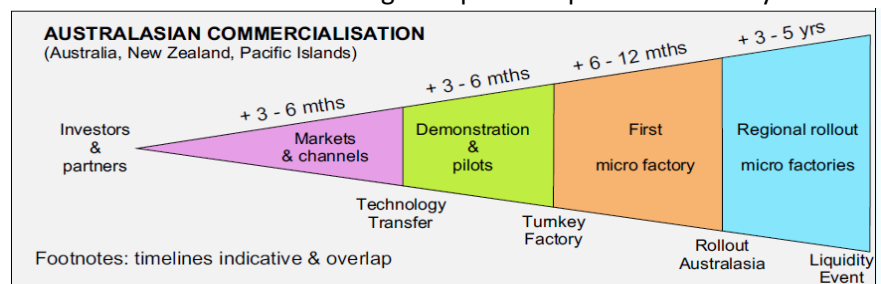 AUSTRALASIAN COMMERCIALISATION
(Australia, New Zealand, Pacific Islands)
+ 3 - 6 mths
+ 3 - 6 mths
+ 6 - 12 mths
+ 3 - 5 yrs
Investors
&
partners
Markets
& channels
Demonstration
&
pilots
First
micro factory
Regional rollout
micro factories
Technology
Transfer
Turnkey
Factory
Rollout
Australasia
Liquidity
Event
Footnotes: timelines indicative & overlap